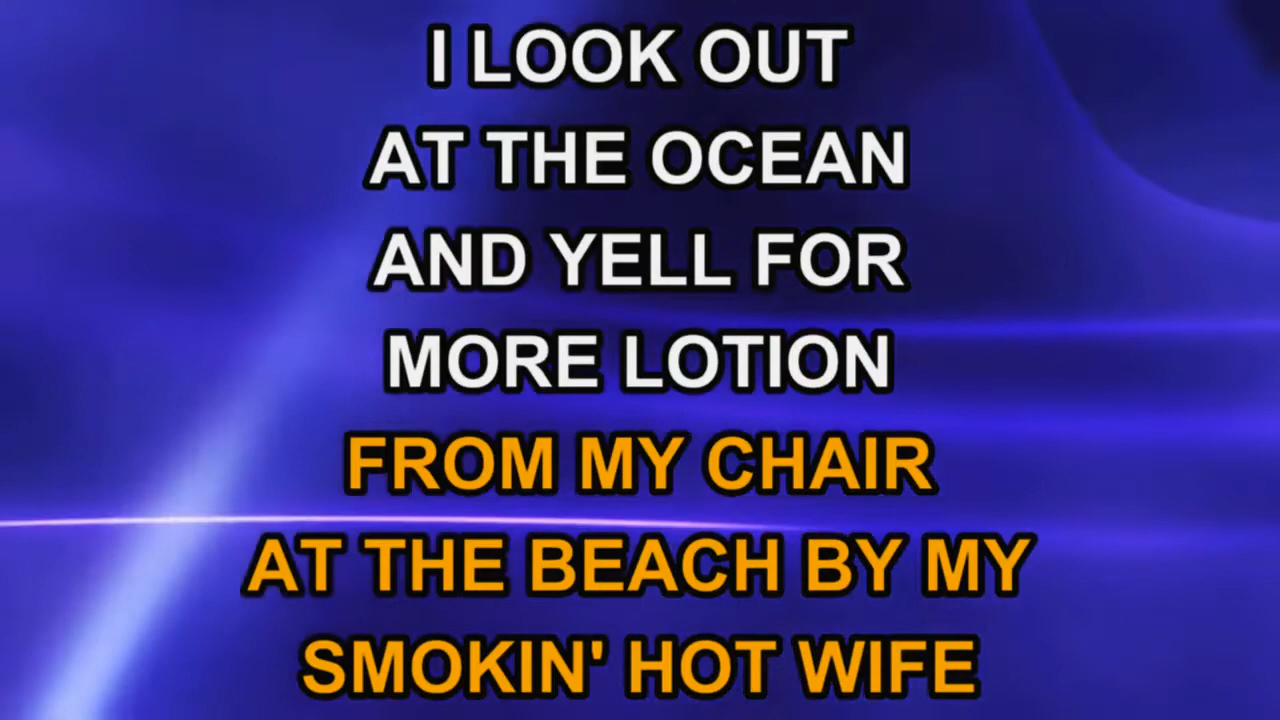 I LOOK OUT
AT THE OCEAN
AND YELL FOR
MORE LOTION
FROM MY CHAIR
AT THE BEACH BY MY
SMOKIN' HOT WIFE